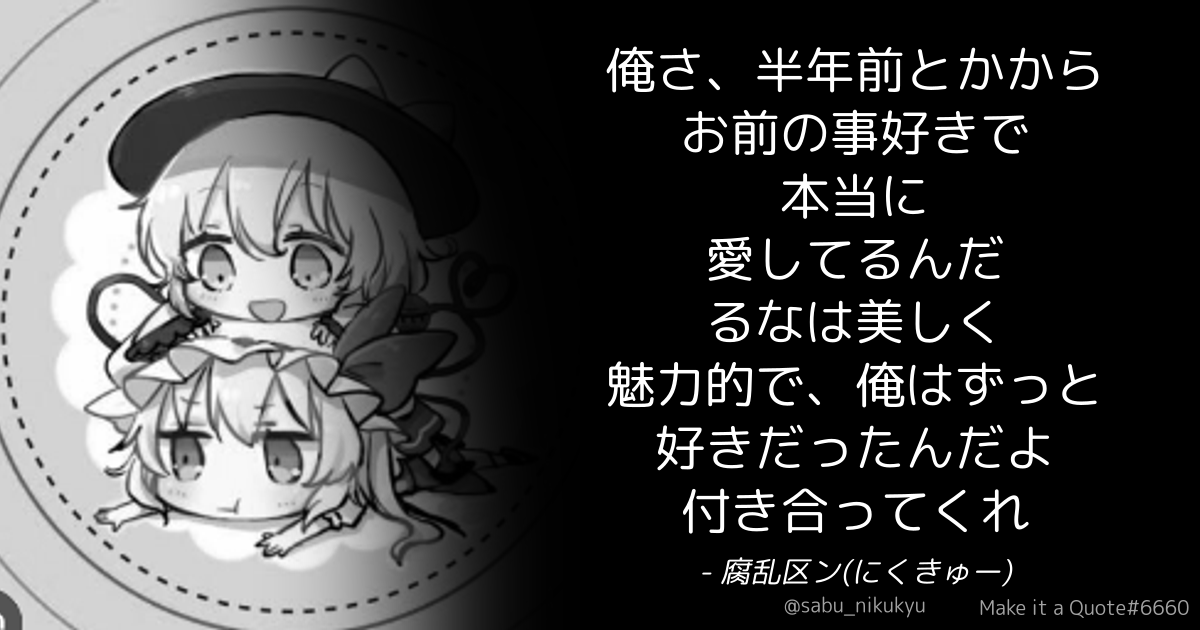 俺さ、半年前とかから
お前の事好きで
本当に
愛してるんだ
るなは美しく
魅力的で、俺はずっと
好きだったんだよ
付き合ってくれ
- 腐乱区ン(にくきゅー)
@sabu_nikukyu
Make it a Quote#6660